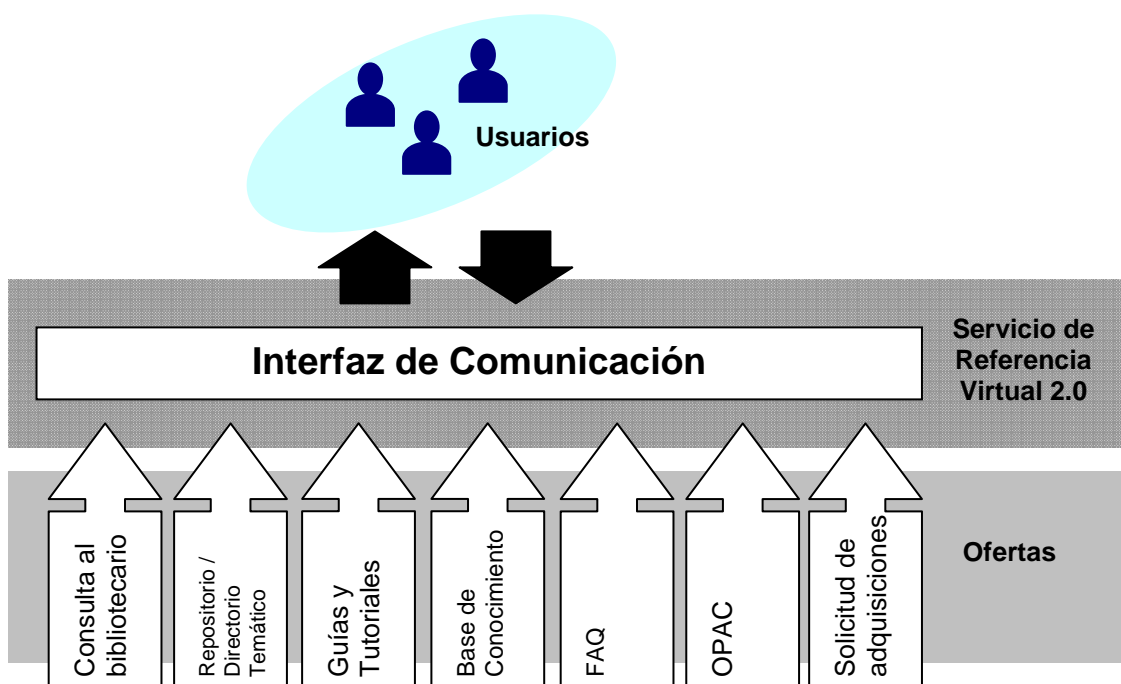 Usuarios
Interfaz de Comunicación
Servicio de
Referencia
Virtual 2.0
Consulta al
bibliotecario
Repositorio /
Directorio
Temático
Guías y
Tutoriales
Base de
Conocimiento
FAQ
OPAC
Solicitud de
adquisiciones
Ofertas